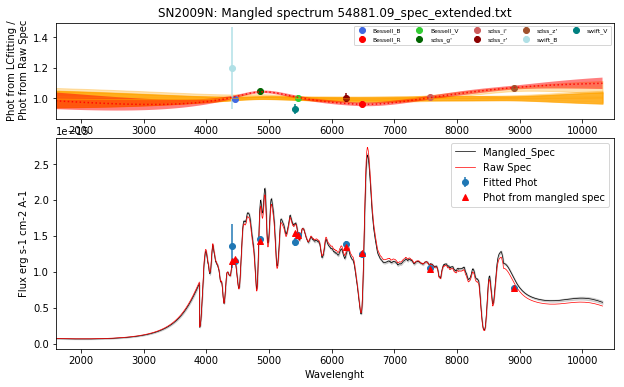 SN2009N: Mangled spectrum 54881.09_spec_extended.txt
Phot from LCfitting /
Phot from Raw Spec
1.4
1.2
1.0
Bessell_B
Bessell_R
Bessell_V
sdss_g'
sdss_i'
sdss_r'
sdss_z'
swift_B
swift_V
2000 3000 4000 5000 6000 7000 8000 9000 10000
Flux erg s-1 cm-2 A-1
2.5
2.0
1.5
1.0
0.5
0.0
Mangled_Spec
Raw Spec
Fitted Phot
Phot from mangled spec
2000 3000 4000 5000 6000 7000 8000 9000 10000
Wavelenght